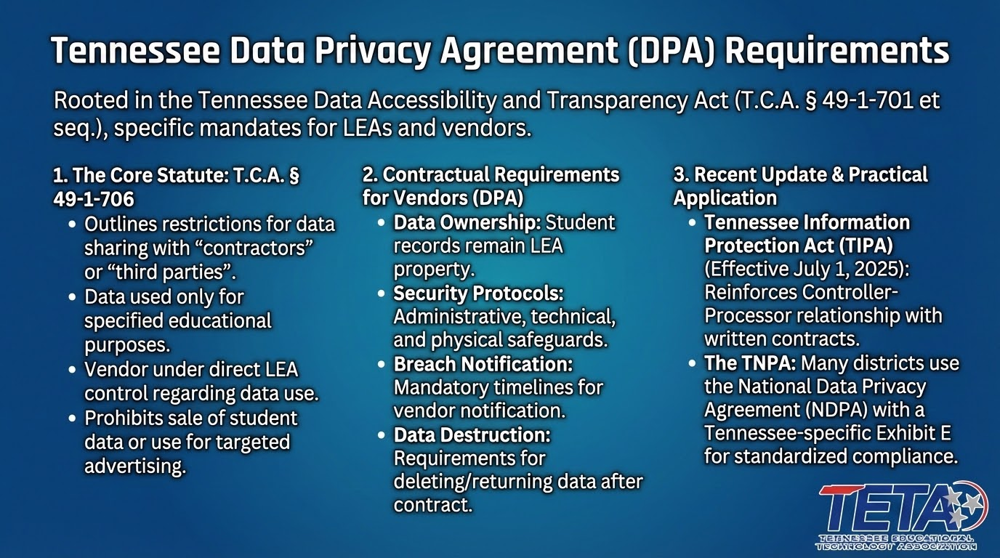 Tennessee Data Privacy Agreement (DPA) Requirements
Rooted in the Tennessee Data Accessibility and Transparency Act (T.C.A. § 49-1-701 et
seq.), specific mandates for LEAs and vendors.
1. The Core Statute: T.C.A. §
49-1-706
• Outlines restrictions for data
sharing with “contractors”
or “third parties”.
• Data used only for
specified educational
purposes.
• Vendor under direct LEA
control regarding data use.
• Prohibits sale of student
data or use for targeted
advertising.
2. Contractual Requirements
for Vendors (DPA)
• Data Ownership: Student
records remain LEA
property.
• Security Protocols:
Administrative, technical,
and physical safeguards.
• Breach Notification:
Mandatory timelines for
vendor notification.
• Data Destruction:
Requirements for
deleting/returning data after
contract.
3. Recent Update & Practical
Application
• Tennessee Information
Protection Act (TIPA)
(Effective July 1, 2025):
Reinforces Controller-
Processor relationship with
written contracts.
• The TNPA: Many districts use
the National Data Privacy
Agreement (NDPA) with a
Tennessee-specific Exhibit E
for standardized compliance.
TETA
TENNESSEE EDUCATIONAL
TECHNOLOGY ASSOCIATION